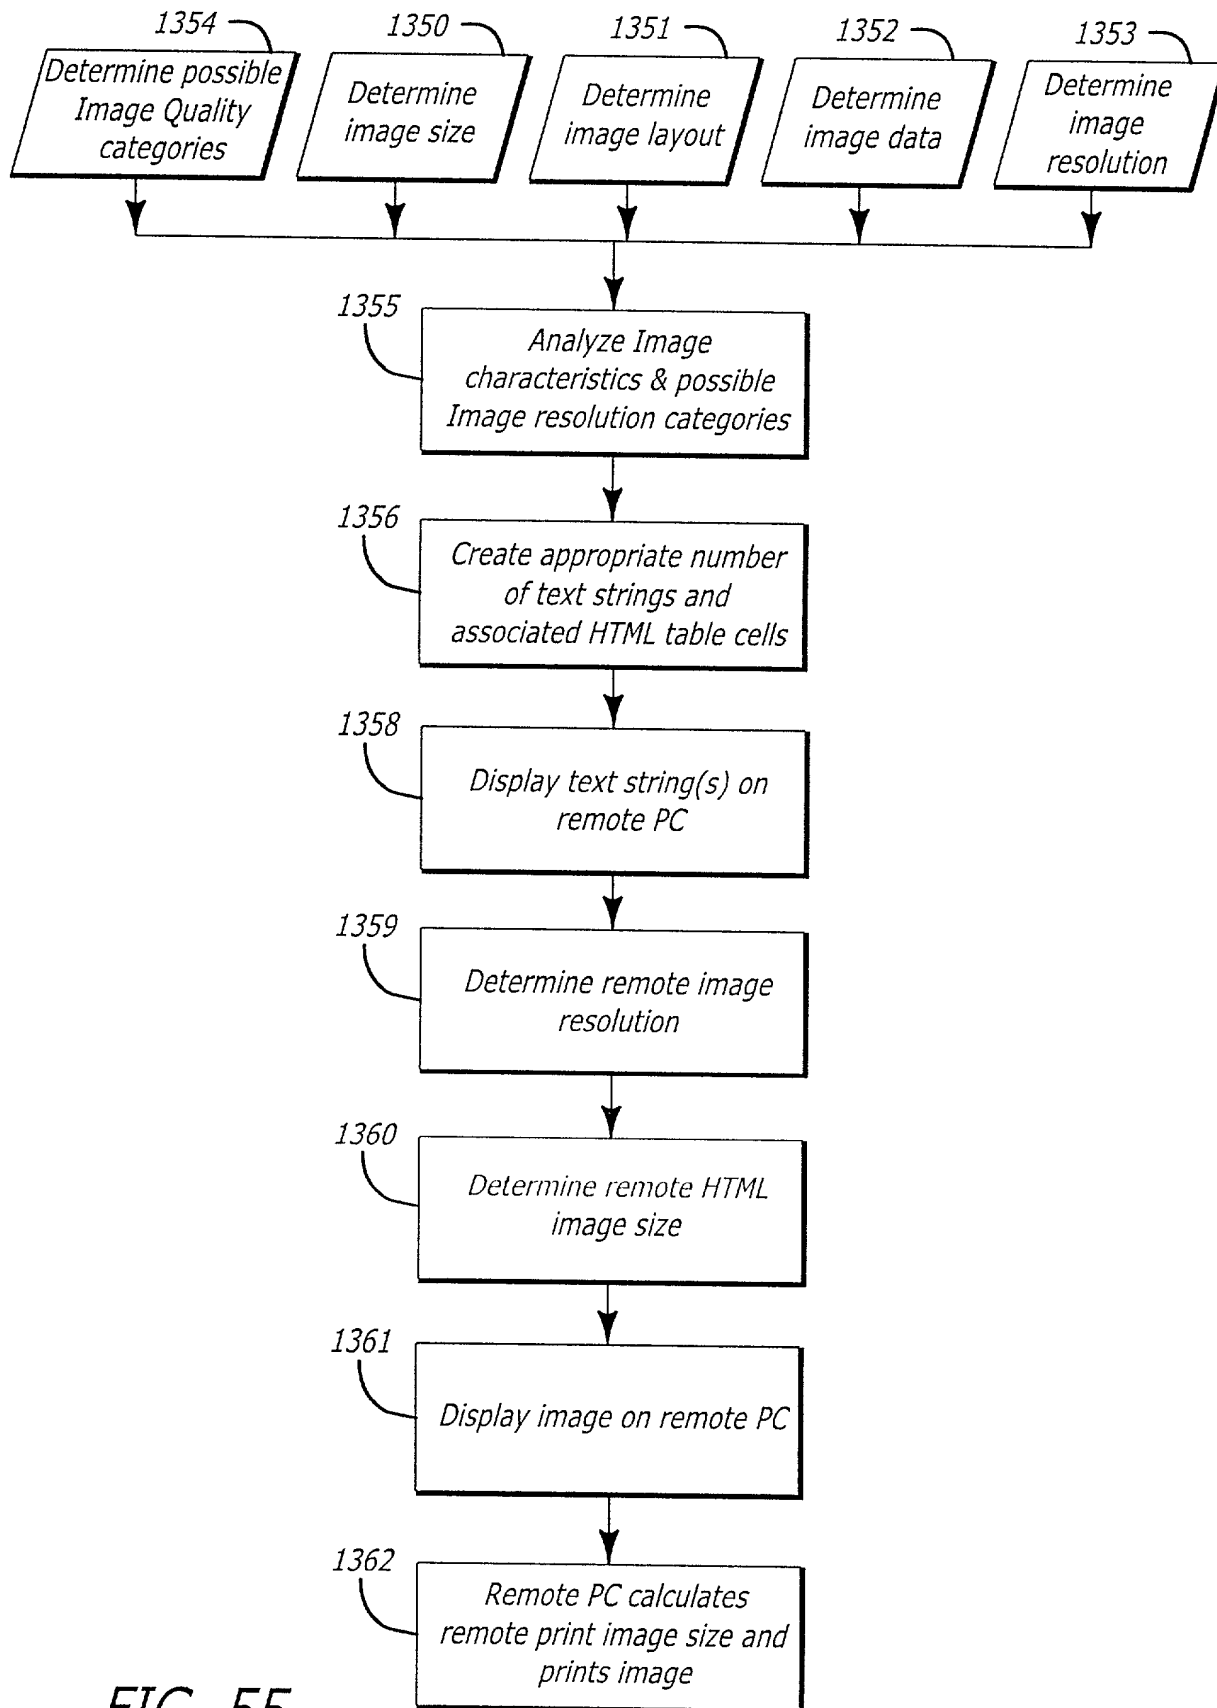 1354
1350
1351
1352
1353
Determine possible
Image Quality
categories
Determine
image size
Determine
image layout
Determine
image data
Determine
image
resolution
1355
Analyze Image
characteristics & possible
Image resolution categories
1356
Create appropriate number
of text strings and
associated HTML table cells
1358
Display text string(s) on
remote PC
1359
Determine remote image
resolution
1360
Determine remote HTML
image size
1361
Display image on remote PC
1362
Remote PC calculates
remote print image size and
prints image
FIG. 55